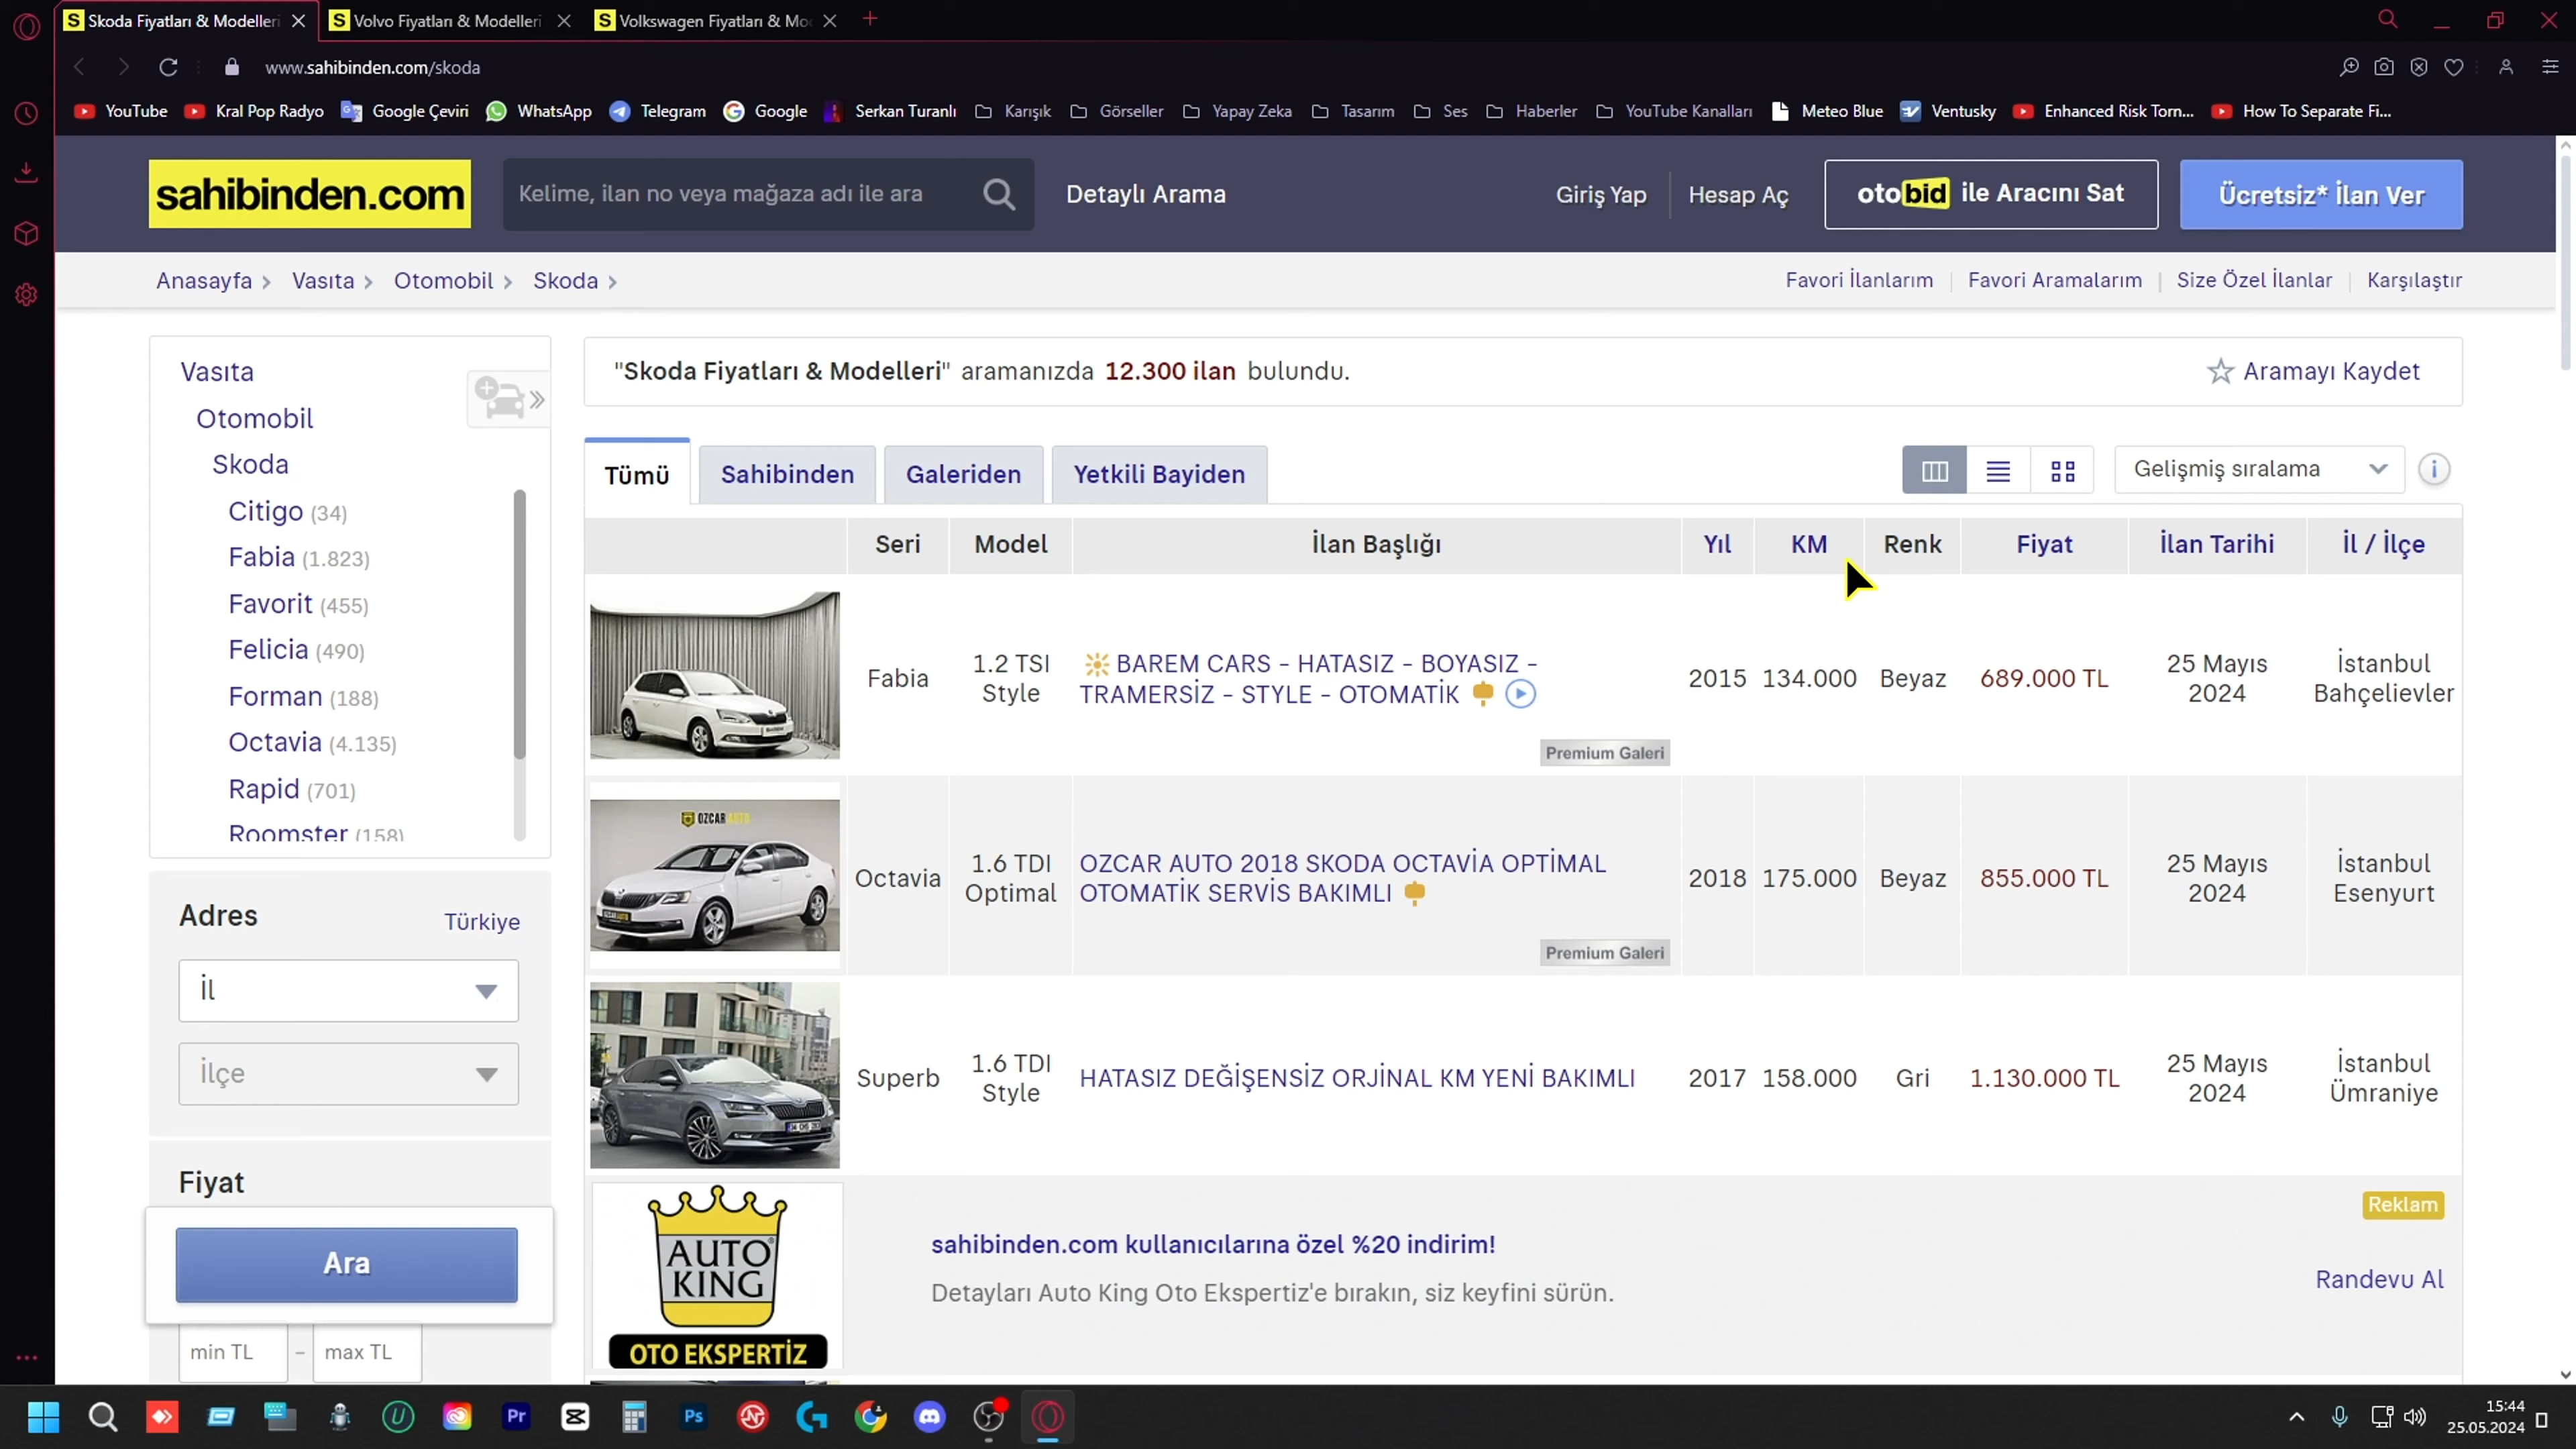 Skoda Fiyatları & Modelleri
Volvo Fiyatları & Modelleri
Volkswagen Fiyatları & Mo
www.sahibinden.com/skoda
YouTube Kral Pop Radyo Google Çeviri WhatsApp Telegram Google Serkan Turanlı Karışık Görseller Yapay Zeka Tasarım Ses Haberler YouTube Kanalları Meteo Blue Ventusky Enhanced Risk Torn... How To Separate Fi...
sahibinden.com
Kelime, ilan no veya mağaza adı ile ara
Detaylı Arama
Giriş Yap
Hesap Aç
otobid ile Aracını Sat
Ücretsiz* İlan Ver
Anasayfa Vasıta Otomobil Skoda
Favori İlanlarım Favori Aramalarım Size Özel İlanlar Karşılaştır
Vasıta
Otomobil
Skoda
Citigo (34)
Fabia (1.823)
Favorit (455)
Felicia (490)
Forman (188)
Octavia (4.135)
Rapid (701)
Roomster (158)
Adres
Türkiye
İl
İlçe
Fiyat
Ara
min TL - max TL
"Skoda Fiyatları & Modelleri" aramanızda 12.300 ilan bulundu.
Aramayı Kaydet
Tümü Sahibinden Galeriden Yetkili Bayiden
Gelişmiş sıralama
Seri Model İlan Başlığı Yıl KM Renk Fiyat İlan Tarihi İl / İlçe
Fabia
1.2 TSI
Style
BAREM CARS - HATASIZ - BOYASIZ -
TRAMERSİZ - STYLE - OTOMATİK
Premium Galeri
2015
134.000
Beyaz
689.000 TL
25 Mayıs
2024
İstanbul
Bahçelievler
OZCAR AUTO
OZCAR AUTO
Octavia
1.6 TDI
Optimal
OZCAR AUTO 2018 SKODA OCTAVİA OPTİMAL
OTOMATİK SERVİS BAKIMLI
Premium Galeri
2018
175.000
Beyaz
855.000 TL
25 Mayıs
2024
İstanbul
Esenyurt
Superb
1.6 TDI
Style
HATASIZ DEĞİŞENSİZ ORJİNAL KM YENİ BAKIMLI
2017
158.000
Gri
1.130.000 TL
25 Mayıs
2024
İstanbul
Ümraniye
AUTO
KING
OTO EKSPERTİZ
sahibinden.com kullanıcılarına özel %20 indirim!
Detayları Auto King Oto Ekspertiz'e bırakın, siz keyfini sürün.
Reklam
Randevu Al
Pr
Ps
15:44
25.05.2024